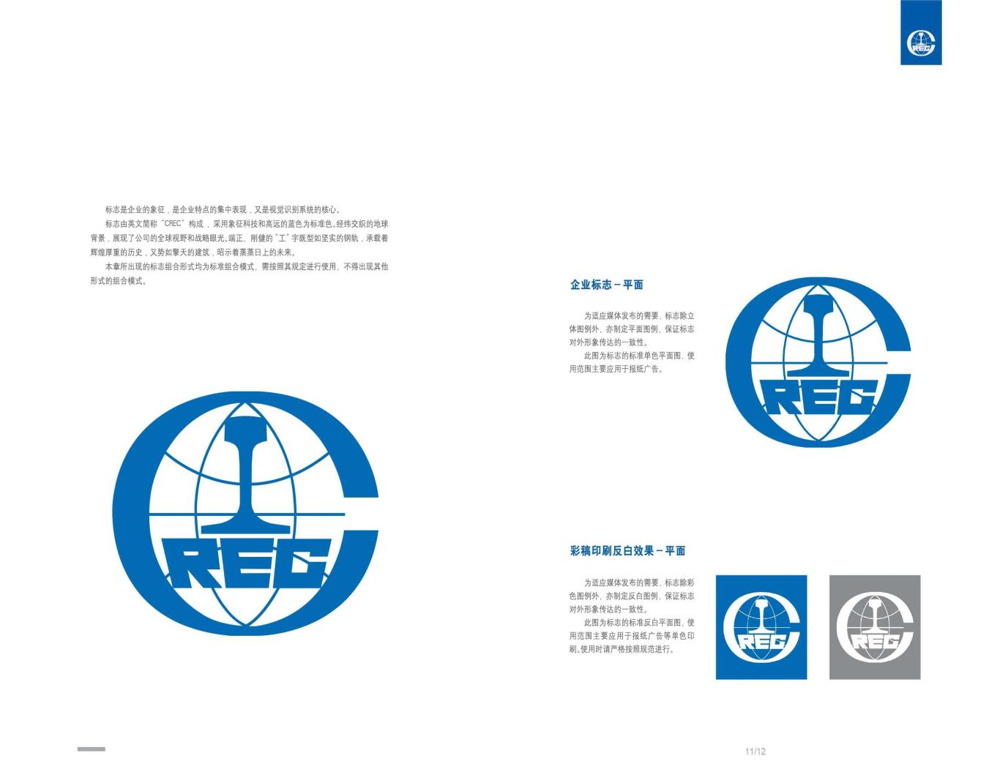 REC
标志是企业的象征，是企业特点的集中表现，又是视觉识别系统的核心。
标志由英文简称“CREC”构成，采用象征科技和高远的蓝色为标准色。经纬交织的地球
背景，展现了公司的全球视野和战略眼光。端正、刚健的“工”字既型如坚实的钢轨，承载着
辉煌厚重的历史，又势如擎天的建筑，昭示着蒸蒸日上的未来。
本章所出现的标志组合形式均为标准组合模式，需按照其规定进行使用，不得出现其他
形式的组合模式。
REC
企业标志－平面
为适应媒体发布的需要，标志除立
体图例外，亦制定平面图例，保证标志
对外形象传达的一致性。
此图为标志的标准单色平面图，使
用范围主要应用于报纸广告。
REC
彩稿印刷反白效果－平面
为适应媒体发布的需要，标志除彩
色图例外，亦制定反白图例，保证标志
对外形象传达的一致性。
此图为标志的标准反白平面图，使
用范围主要应用于报纸广告等单色印
刷。使用时请严格按照规范进行。
REC
REC
11/12